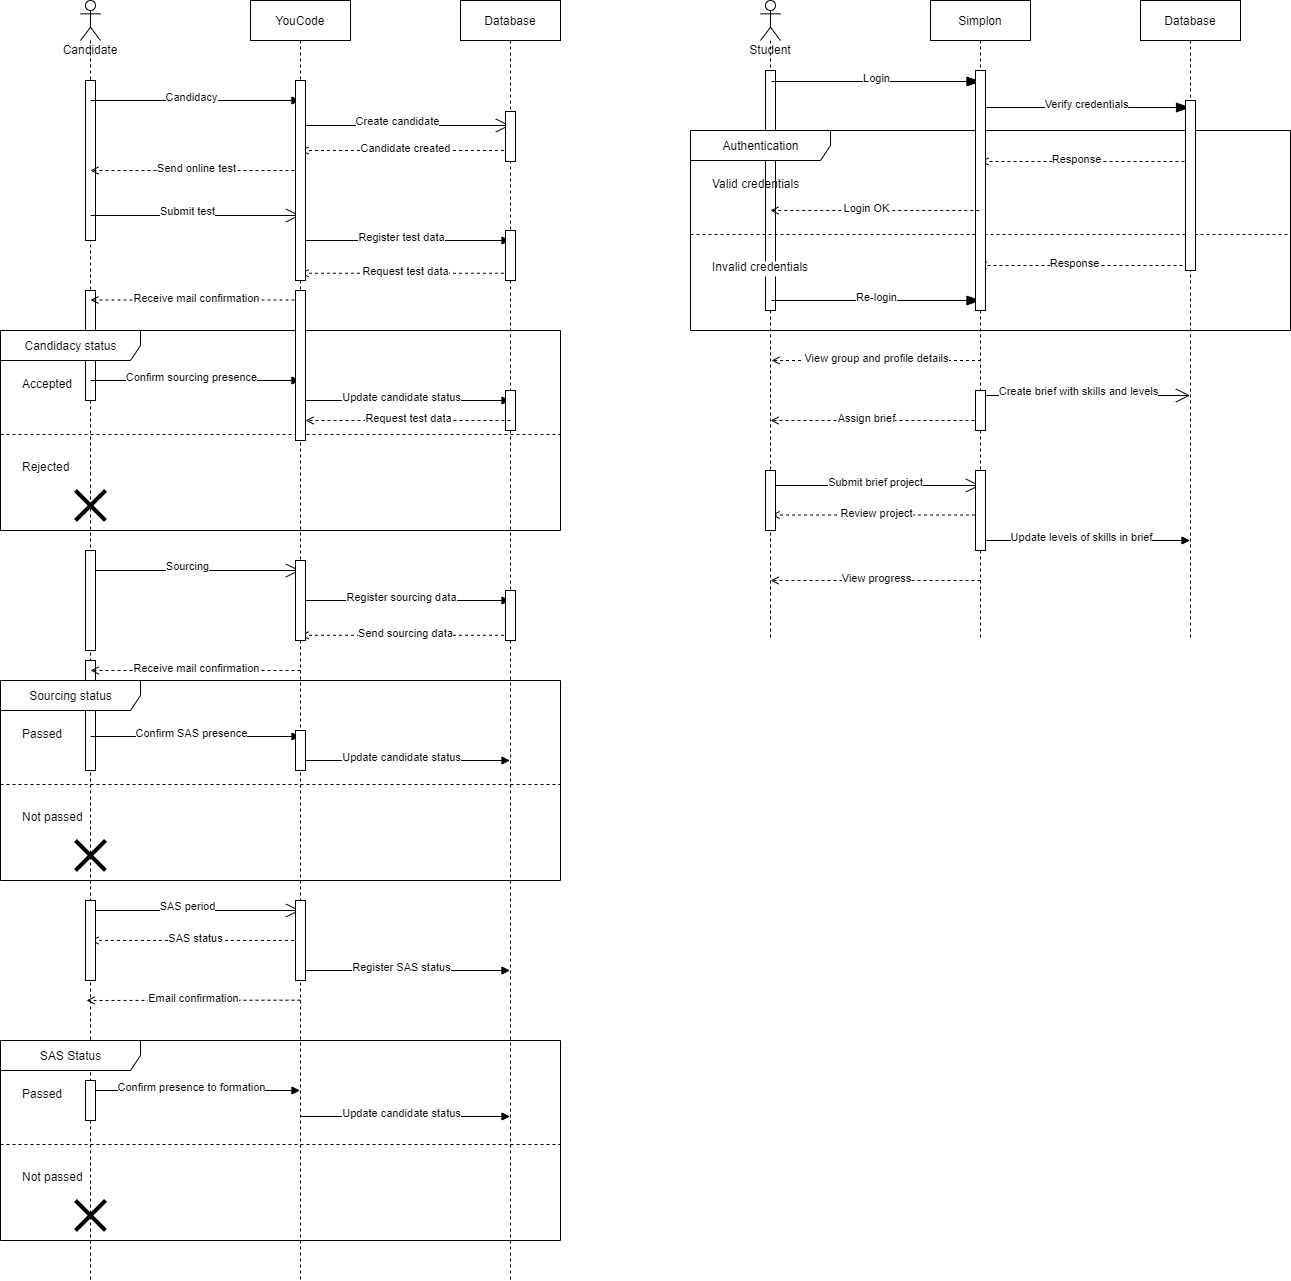 YouCode
Database
Candidate
Candidacy
Create candidate
Candidate created
Send online test
Submit test
Register test data
Request test data
Receive mail confirmation
Candidacy status
Accepted
Confirm sourcing presence
Update candidate status
Request test data
Rejected
Sourcing
Register sourcing data
Send sourcing data
Receive mail confirmation
Sourcing status
Passed
Confirm SAS presence
Update candidate status
Not passed
SAS period
SAS status
Register SAS status
Email confirmation
SAS Status
Passed
Confirm presence to formation
Update candidate status
Not passed
Simplon
Database
Student
Login
Verify credentials
Authentication
Response
Valid credentials
Login OK
Response
Invalid credentials
Re-login
View group and profile details
Create brief with skills and levels
Assign brief
Submit brief project
Review project
Update levels of skills in brief
View progress